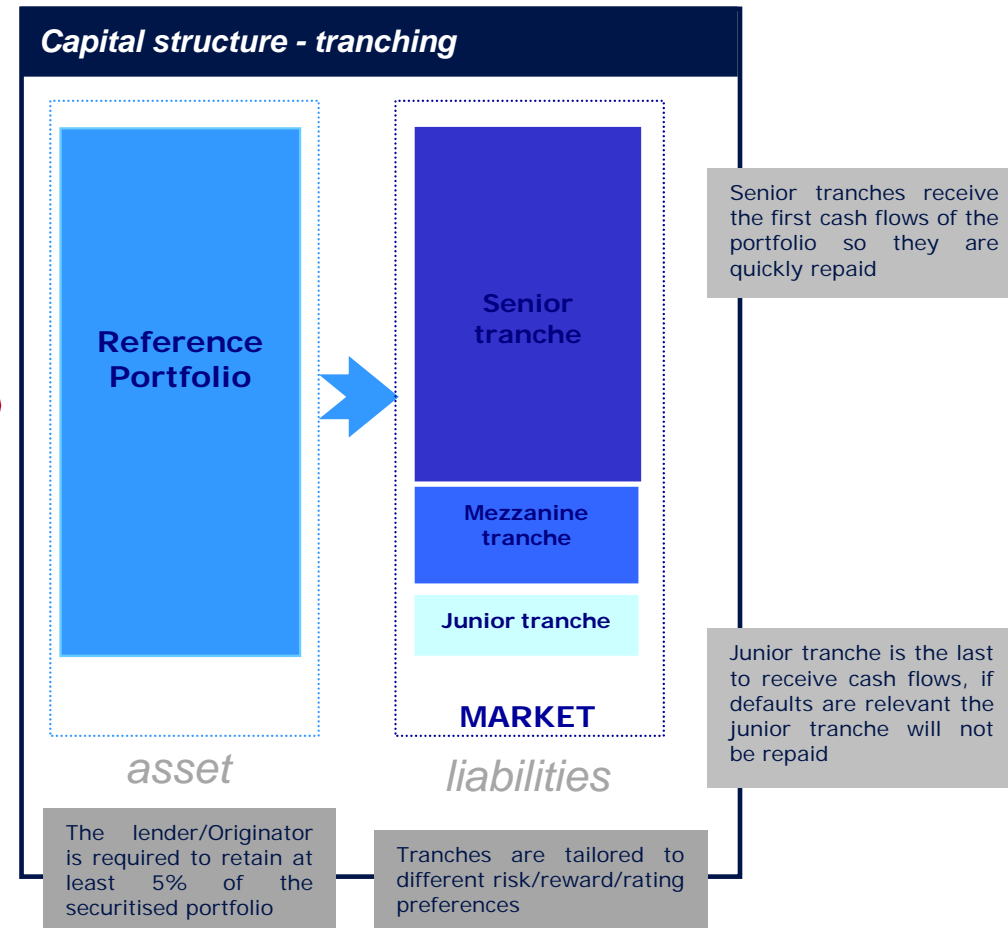 Capital structure - tranching
Reference
Portfolio
Senior
tranche
Mezzanine
tranche
Junior tranche
MARKET
asset
liabilities
Senior tranches receive
the first cash flows of the
portfolio so they are
quickly repaid
Junior tranche is the last
to receive cash flows, if
defaults are relevant the
junior tranche will not
be repaid
The lender/Originator
is required to retain at
least 5% of the
securitised portfolio
Tranches are tailored to
different risk/reward/rating
preferences